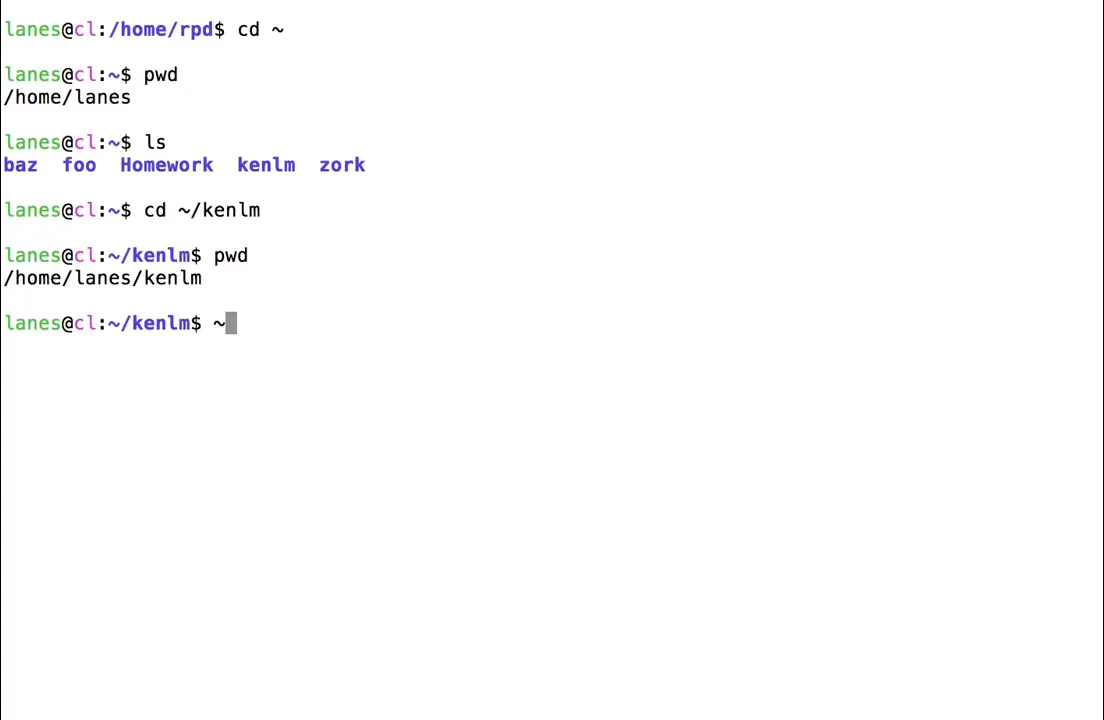 lanes@cl:/home/rpd$ cd ~
lanes@cl:~$ pwd
/home/lanes
lanes@cl:~$ ls
baz  foo  Homework  kenlm  zork
lanes@cl:~$ cd ~/kenlm
lanes@cl:~/kenlm$ pwd
/home/lanes/kenlm
lanes@cl:~/kenlm$ ~